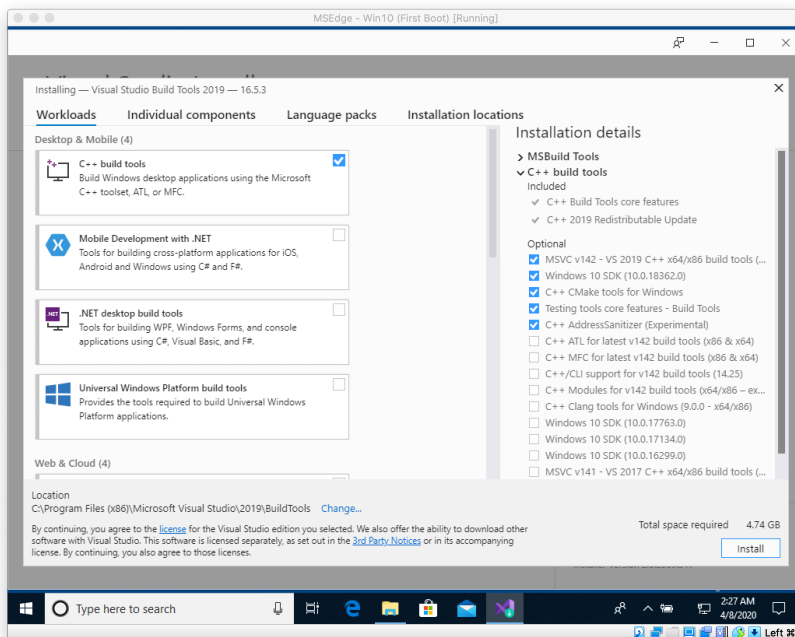 MSEdge - Win10 (First Boot) [Running]
Installing — Visual Studio Build Tools 2019 — 16.5.3
Workloads
Individual components
Language packs
Installation locations
Desktop & Mobile (4)
C++ build tools
Build Windows desktop applications using the Microsoft
C++ toolset, ATL, or MFC.
Mobile Development with .NET
Tools for building cross-platform applications for iOS,
Android and Windows using C# and F#.
.NET
.NET desktop build tools
Tools for building WPF, Windows Forms, and console
applications using C#, Visual Basic, and F#.
Universal Windows Platform build tools
Provides the tools required to build Universal Windows
Platform applications.
Web & Cloud (4)
Installation details
MSBuild Tools
C++ build tools
Included
C++ Build Tools core features
C++ 2019 Redistributable Update
Optional
MSVC v142 - VS 2019 C++ x64/x86 build tools (...
Windows 10 SDK (10.0.18362.0)
C++ CMake tools for Windows
Testing tools core features - Build Tools
C++ AddressSanitizer (Experimental)
C++ ATL for latest v142 build tools (x86 & x64)
C++ MFC for latest v142 build tools (x86 & x64)
C++/CLI support for v142 build tools (14.25)
C++ Modules for v142 build tools (x64/x86 – ex...
C++ Clang tools for Windows (9.0.0 - x64/x86)
Windows 10 SDK (10.0.17763.0)
Windows 10 SDK (10.0.17134.0)
Windows 10 SDK (10.0.16299.0)
MSVC v141 - VS 2017 C++ x64/x86 build tools (...
Location
C:\Program Files (x86)\Microsoft Visual Studio\2019\BuildTools Change...
By continuing, you agree to the license for the Visual Studio edition you selected. We also offer the ability to download other
software with Visual Studio. This software is licensed separately, as set out in the 3rd Party Notices or in its accompanying
license. By continuing, you also agree to those licenses.
Total space required 4.74 GB
Install
Type here to search
2:27 AM
4/8/2020
Left ⌘